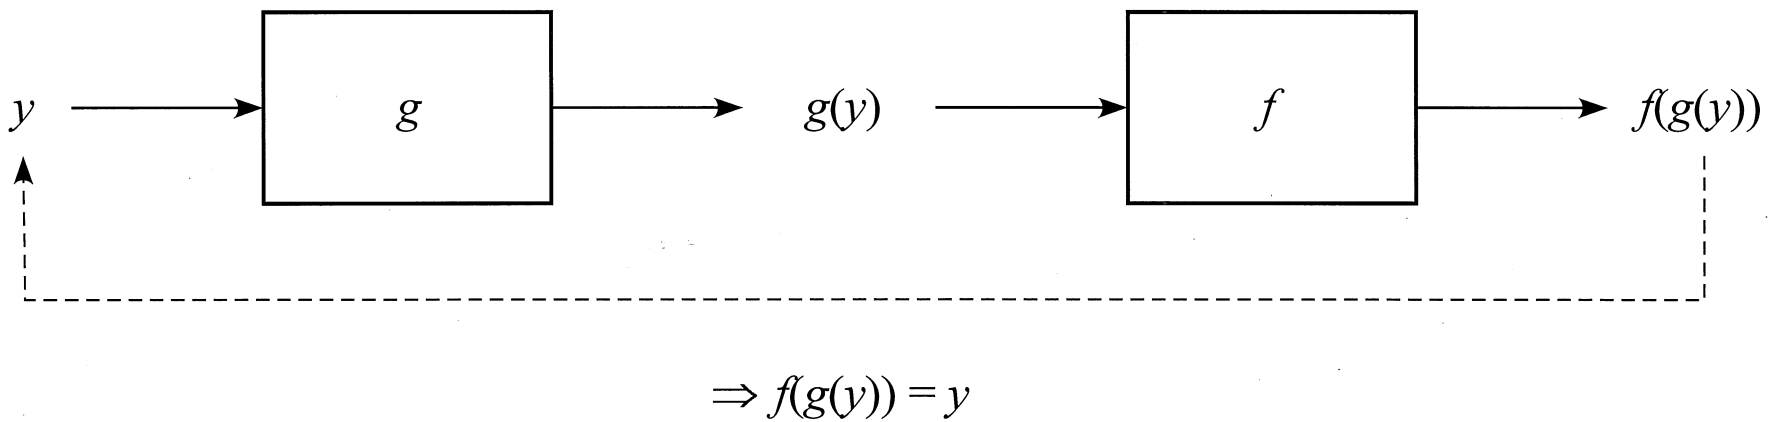 y g g(y) f f(g(y))
⇒ f(g(y)) = y